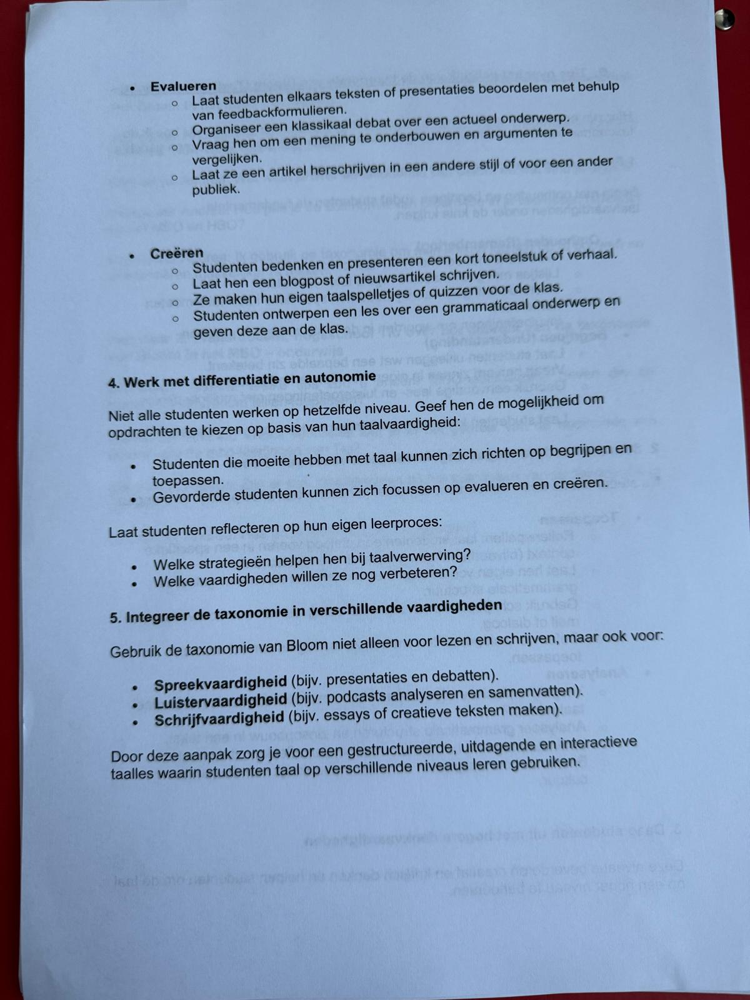 • Evalueren
o Laat studenten elkaars teksten of presentaties beoordelen met behulp
van feedbackformulieren.
o Organiseer een klassikaal debat over een actueel onderwerp.
o Vraag hen om een mening te onderbouwen en argumenten te
vergelijken.
o Laat ze een artikel herschrijven in een andere stijl of voor een ander
publiek.
• Creëren
o Studenten bedenken en presenteren een kort toneelstuk of verhaal.
o Laat hen een blogpost of nieuwsartikel schrijven.
o Ze maken hun eigen taalspelletjes of quizzen voor de klas.
o Studenten ontwerpen een les over een grammaticaal onderwerp en
geven deze aan de klas.
4. Werk met differentiatie en autonomie
Niet alle studenten werken op hetzelfde niveau. Geef hen de mogelijkheid om
opdrachten te kiezen op basis van hun taalvaardigheid:
• Studenten die moeite hebben met taal kunnen zich richten op begrijpen en
toepassen.
• Gevorderde studenten kunnen zich focussen op evalueren en creëren.
Laat studenten reflecteren op hun eigen leerproces:
• Welke strategieën helpen hen bij taalverwerving?
• Welke vaardigheden willen ze nog verbeteren?
5. Integreer de taxonomie in verschillende vaardigheden
Gebruik de taxonomie van Bloom niet alleen voor lezen en schrijven, maar ook voor:
• Spreekvaardigheid (bijv. presentaties en debatten).
• Luistervaardigheid (bijv. podcasts analyseren en samenvatten).
• Schrijfvaardigheid (bijv. essays of creatieve teksten maken).
Door deze aanpak zorg je voor een gestructureerde, uitdagende en interactieve
taalles waarin studenten taal op verschillende niveaus leren gebruiken.